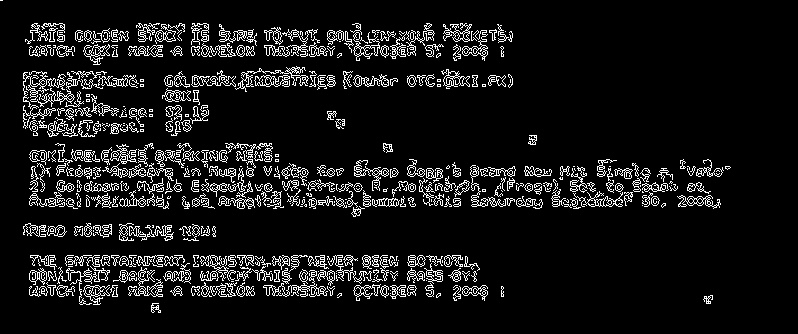 THIS GOLDEN STOCK IS SURE TO PUT GOLD IN YOUR POCKETS!
WATCH GDKI MAKE A MOVE ON THURSDAY, OCTOBER 5, 2006 !
Company Name: GOLDMARK INDUSTRIES (Other OTC:GDKI.PK)
Symbol: GDKI
Current Price: $2.15
6-day Target: $15
GDKI RELEASES BREAKING NEWS:
1) Frost Appears in Music Video for Snoop Dogg's Brand New Hit Single - "Vato"
2) Goldmark Music Executive VP Arturo R. Molina, Jr. (Frost) Set to Speak at
Russell Simmons' Los Angeles Hip-Hop Summit This Saturday September 30, 2006.
READ MORE ONLINE NOW!
THE ENTERTAINMENT INDUSTRY HAS NEVER BEEN SO HOT!
DON'T SIT BACK AND WATCH THIS OPPORTUNITY PASS BY!
WATCH GDKI MAKE A MOVE ON THURSDAY, OCTOBER 5, 2006 !